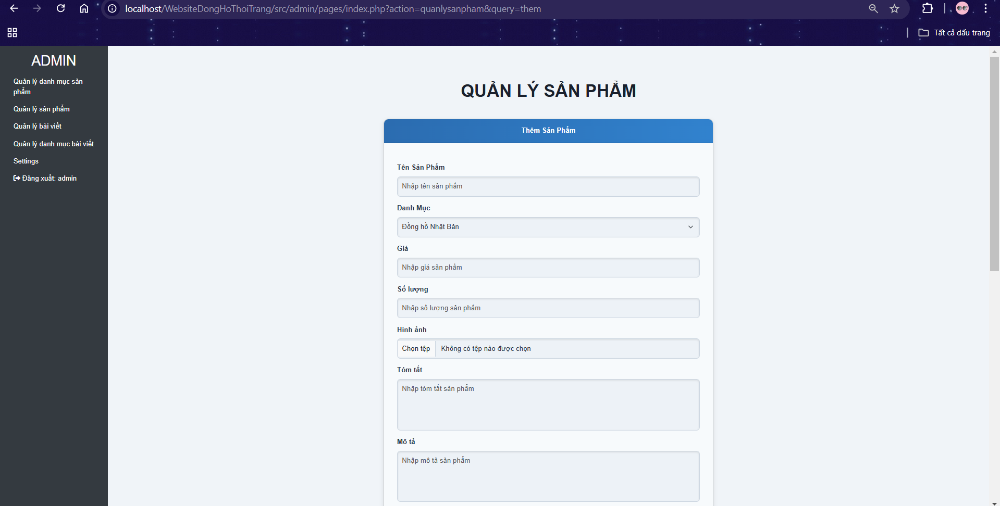 localhost/WebsiteDongHoThoiTrang/src/admin/pages/index.php?action=quanlysanpham&query=them
Tất cả dấu trang
ADMIN
Quản lý danh mục sản
phẩm
Quản lý sản phẩm
Quản lý bài viết
Quản lý danh mục bài viết
Settings
Đăng xuất: admin
QUẢN LÝ SẢN PHẨM
Thêm Sản Phẩm
Tên Sản Phẩm
Nhập tên sản phẩm
Danh Mục
Đồng hồ Nhật Bản
Giá
Nhập giá sản phẩm
Số lượng
Nhập số lượng sản phẩm
Hình ảnh
Chọn tệp Không có tệp nào được chọn
Tóm tắt
Nhập tóm tắt sản phẩm
Mô tả
Nhập mô tả sản phẩm